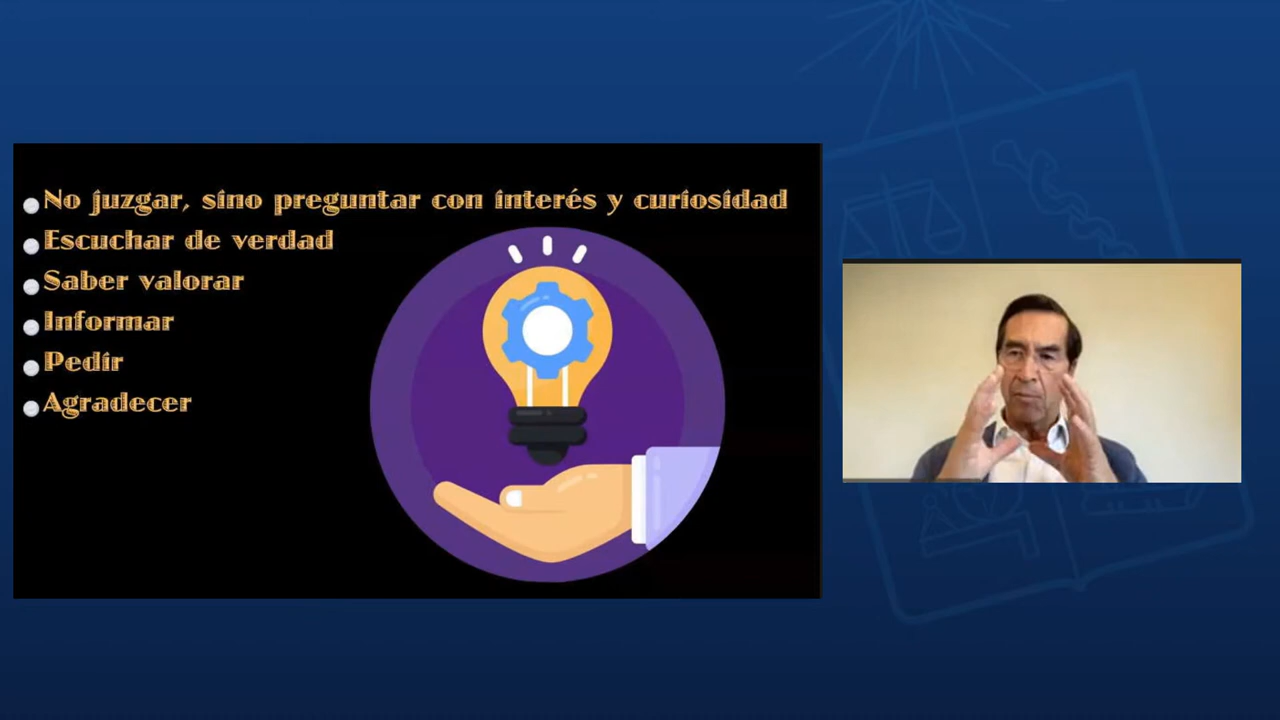 No juzgar, sino preguntar con interés y curiosidad
Escuchar de verdad
Saber valorar
Informar
Pedir
Agradecer